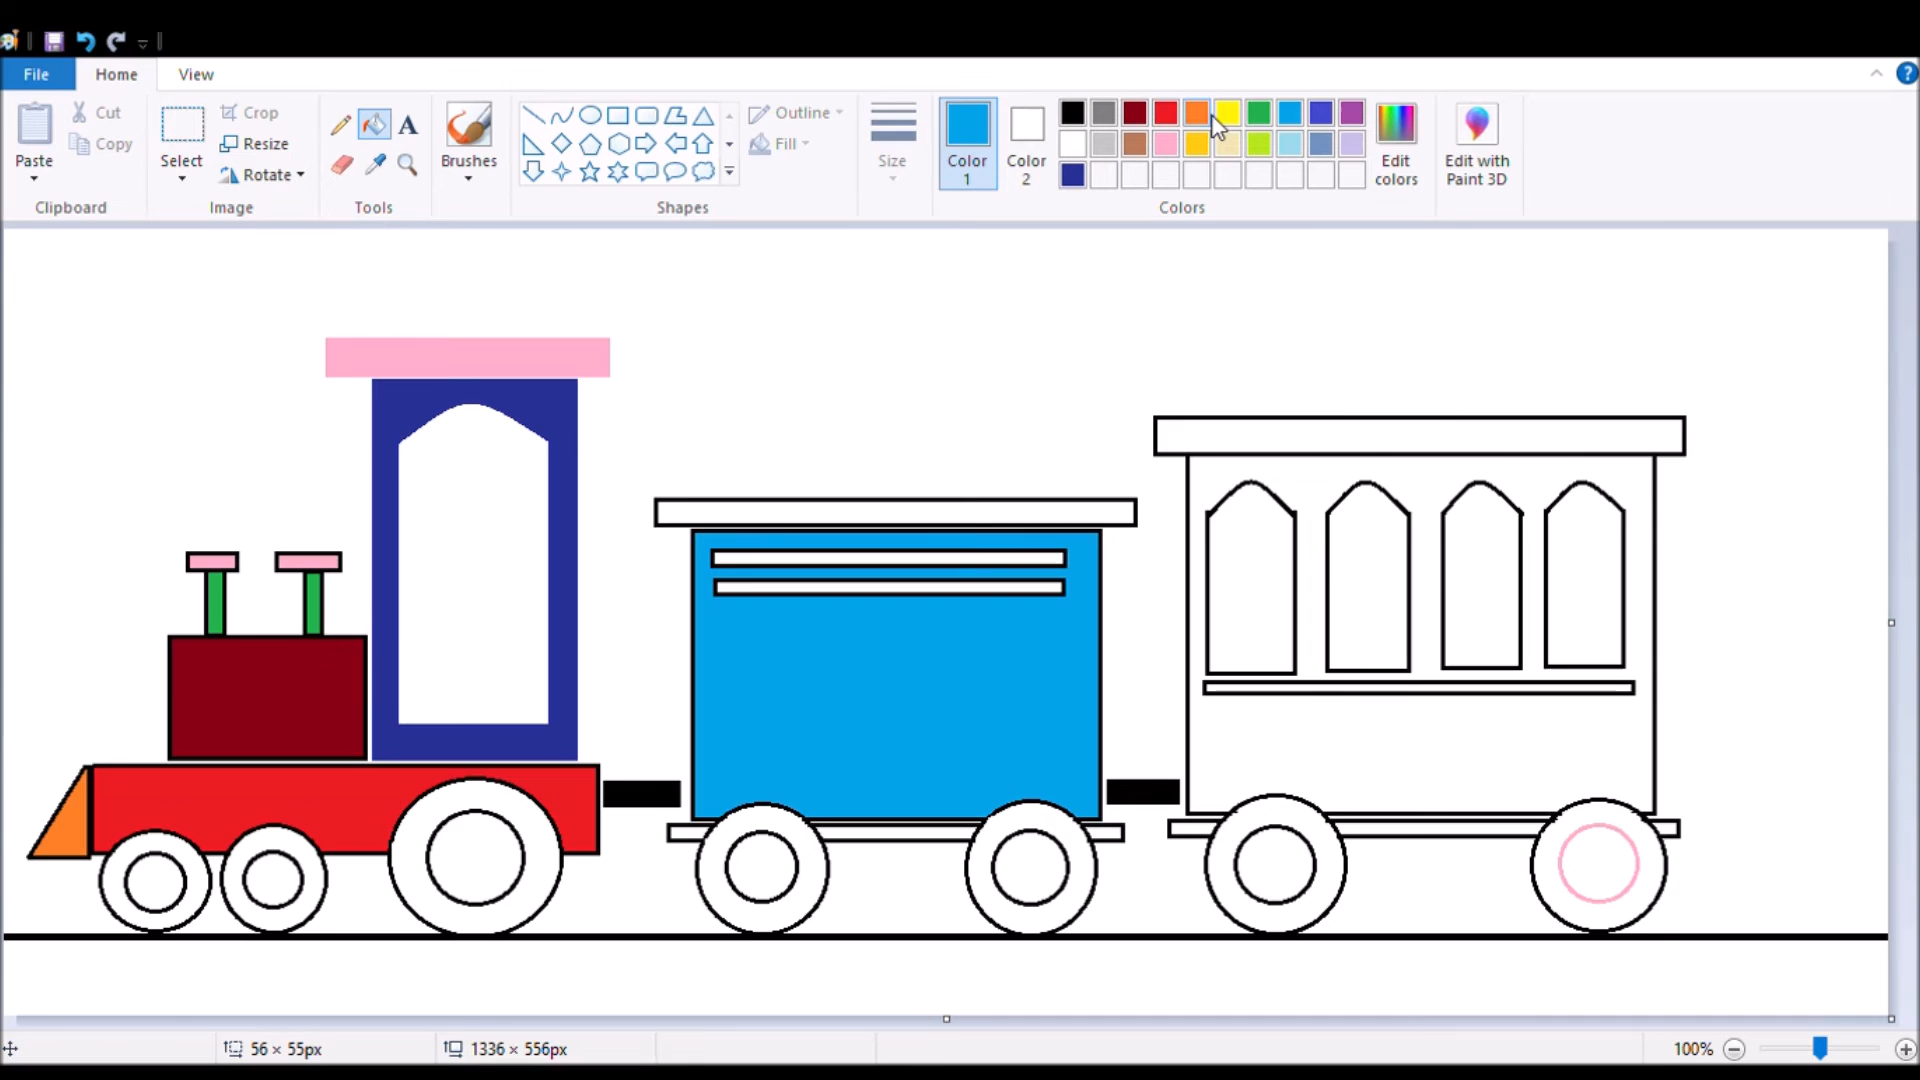 File Home View
Paste
Cut
Copy
Clipboard
Select
Crop
Resize
Rotate
Image
A
Tools
Brushes
Shapes
Outline
Fill
Size
Color
1
Color
2
Colors
Edit
colors
Edit with
Paint 3D
?
56 × 55px
1336 × 556px
100%